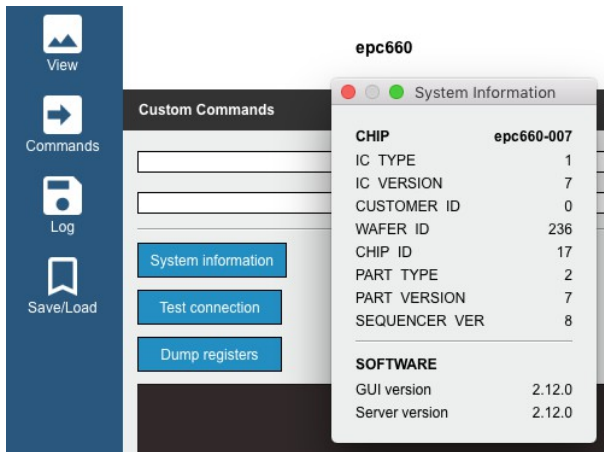 View
Commands
Log
Save/Load
epc660
Custom Commands
System information
Test connection
Dump registers
System Information
CHIP epc660-007
IC TYPE 1
IC VERSION 7
CUSTOMER ID 0
WAFER ID 236
CHIP ID 17
PART TYPE 2
PART VERSION 7
SEQUENCER VER 8
SOFTWARE
GUI version 2.12.0
Server version 2.12.0